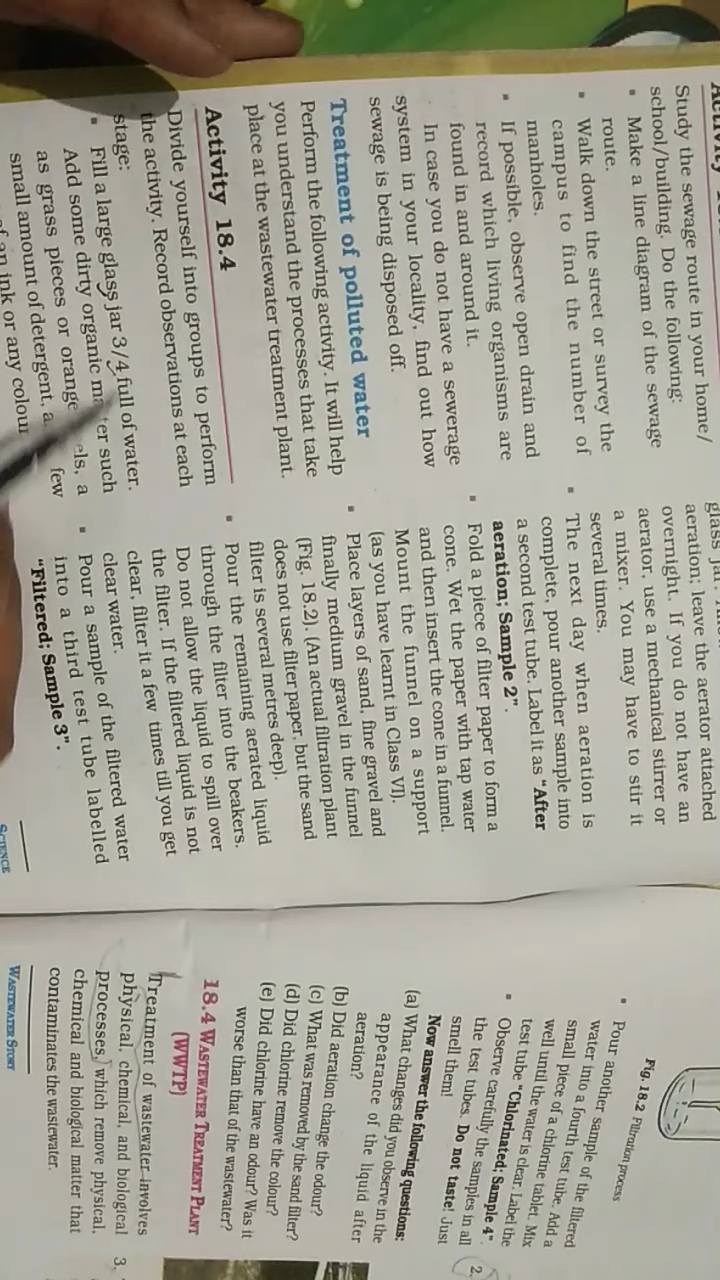 Study the sewage route in your home/
school/building. Do the following:
▪ Make a line diagram of the sewage
route.
▪ Walk down the street or survey the
campus to find the number of
manholes.
▪ If possible, observe open drain and
record which living organisms are
found in and around it.
In case you do not have a sewerage
system in your locality, find out how
sewage is being disposed off.
Treatment of polluted water
Perform the following activity. It will help
you understand the processes that take
place at the wastewater treatment plant.
Activity 18.4
Divide yourself into groups to perform
the activity. Record observations at each
stage:
▪ Fill a large glass jar 3/4 full of water.
Add some dirty organic matter such
as grass pieces or orange a
small amount of detergent, few
an ink or any colour
aeration; leave the aerator attached
overnight. If you do not have an
aerator, use a mechanical stirrer or
a mixer. You may have to stir it
several times.
▪ The next day when aeration is
complete, pour another sample into
a second test tube. Label it as “After
aeration; Sample 2”.
▪ Fold a piece of filter paper to form a
cone. Wet the paper with tap water
and then insert the cone in a funnel.
Mount the funnel on a support
(as you have learnt in Class VI).
▪ Place layers of sand, fine gravel and
finally medium gravel in the funnel
(Fig. 18.2). (An actual filtration plant
does not use filter paper, but the sand
filter is several metres deep).
▪ Pour the remaining aerated liquid
through the filter into the beakers.
Do not allow the liquid to spill over
the filter. If the filtered liquid is not
clear, filter it a few times till you get
clear water.
▪ Pour a sample of the filtered water
into a third test tube labelled
“Filtered; Sample 3”.
SCIENCE
Fig. 18.2 Filtration process
▪ Pour another sample of the filtered
water into a fourth test tube. Add a
small piece of a chlorine tablet. Mix
well until the water is clear. Label the
test tube “Chlorinated; Sample 4”.
▪ Observe carefully the samples in all
the test tubes. Do not taste! Just
smell them!
Now answer the following questions:
(a) What changes did you observe in the
appearance of the liquid after
aeration?
(b) Did aeration change the odour?
(c) What was removed by the sand filter?
(d) Did chlorine remove the colour?
(e) Did chlorine have an odour? Was it
worse than that of the wastewater?
18.4 WASTEWATER TREATMENT PLANT
(WWTP)
Treatment of wastewater involves
physical, chemical, and biological
processes, which remove physical,
chemical and biological matter that
contaminates the wastewater.
WASTEWATER STORY
2.
3.